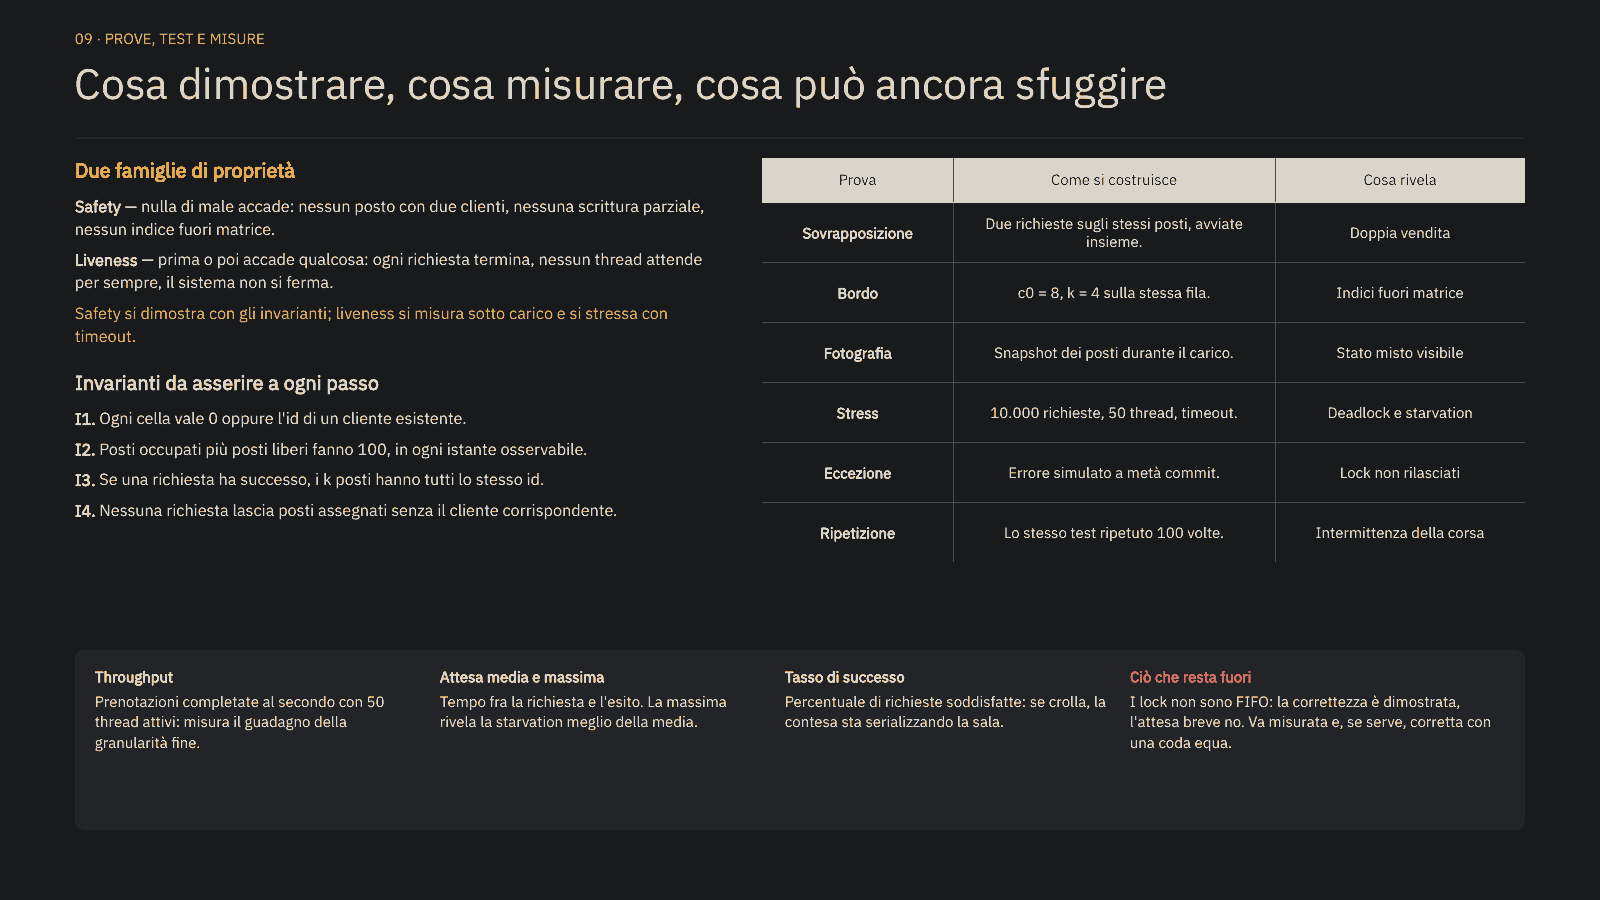 09 · PROVE, TEST E MISURE
Cosa dimostrare, cosa misurare, cosa può ancora sfuggire
Due famiglie di proprietà
Safety — nulla di male accade: nessun posto con due clienti, nessuna scrittura parziale,
nessun indice fuori matrice.
Liveness — prima o poi accade qualcosa: ogni richiesta termina, nessun thread attende
per sempre, il sistema non si ferma.
Safety si dimostra con gli invarianti; liveness si misura sotto carico e si stressa con
timeout.
Invarianti da asserire a ogni passo
I1. Ogni cella vale 0 oppure l'id di un cliente esistente.
I2. Posti occupati più posti liberi fanno 100, in ogni istante osservabile.
I3. Se una richiesta ha successo, i k posti hanno tutti lo stesso id.
I4. Nessuna richiesta lascia posti assegnati senza il cliente corrispondente.
Prova Come si costruisce Cosa rivela
Sovrapposizione Due richieste sugli stessi posti, avviate Doppia vendita
insieme.
Bordo c0 = 8, k = 4 sulla stessa fila. Indici fuori matrice
Fotografia Snapshot dei posti durante il carico. Stato misto visibile
Stress 10.000 richieste, 50 thread, timeout. Deadlock e starvation
Eccezione Errore simulato a metà commit. Lock non rilasciati
Ripetizione Lo stesso test ripetuto 100 volte. Intermittenza della corsa
Throughput
Prenotazioni completate al secondo con 50
thread attivi: misura il guadagno della
granularità fine.
Attesa media e massima
Tempo fra la richiesta e l'esito. La massima
rivela la starvation meglio della media.
Tasso di successo
Percentuale di richieste soddisfatte: se crolla, la
contesa sta serializzando la sala.
Ciò che resta fuori
I lock non sono FIFO: la correttezza è dimostrata,
l'attesa breve no. Va misurata e, se serve, corretta con
una coda equa.